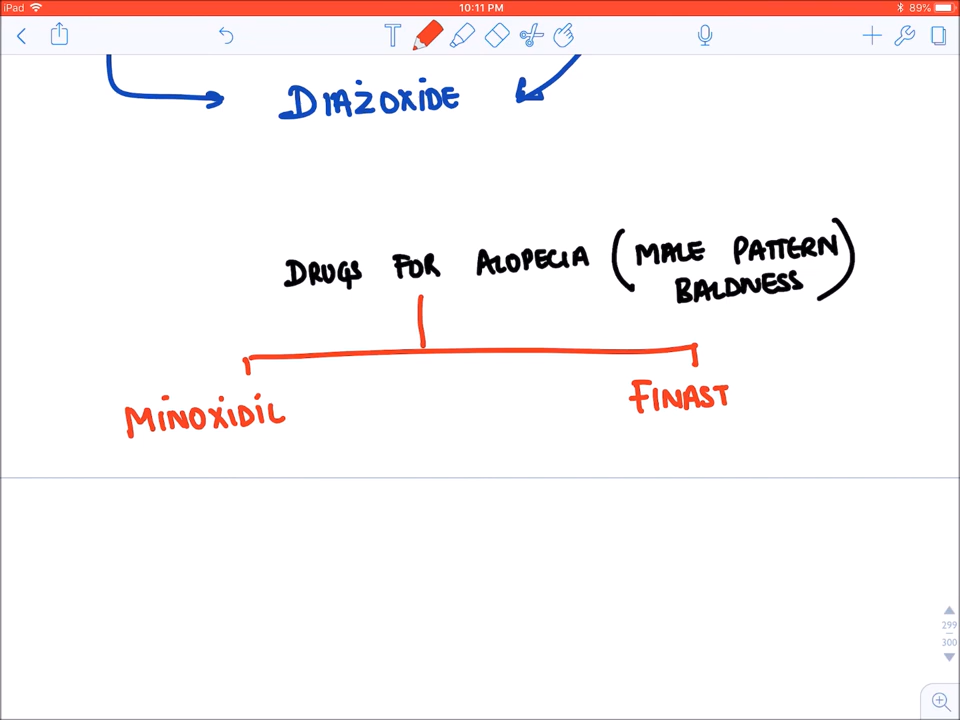 iPad 10:11 PM 89%
T
DIAZOXIDE
DRUGS FOR ALOPECIA (MALE PATTERN
BALDNESS)
MINOXIDIL FINAST
299
300